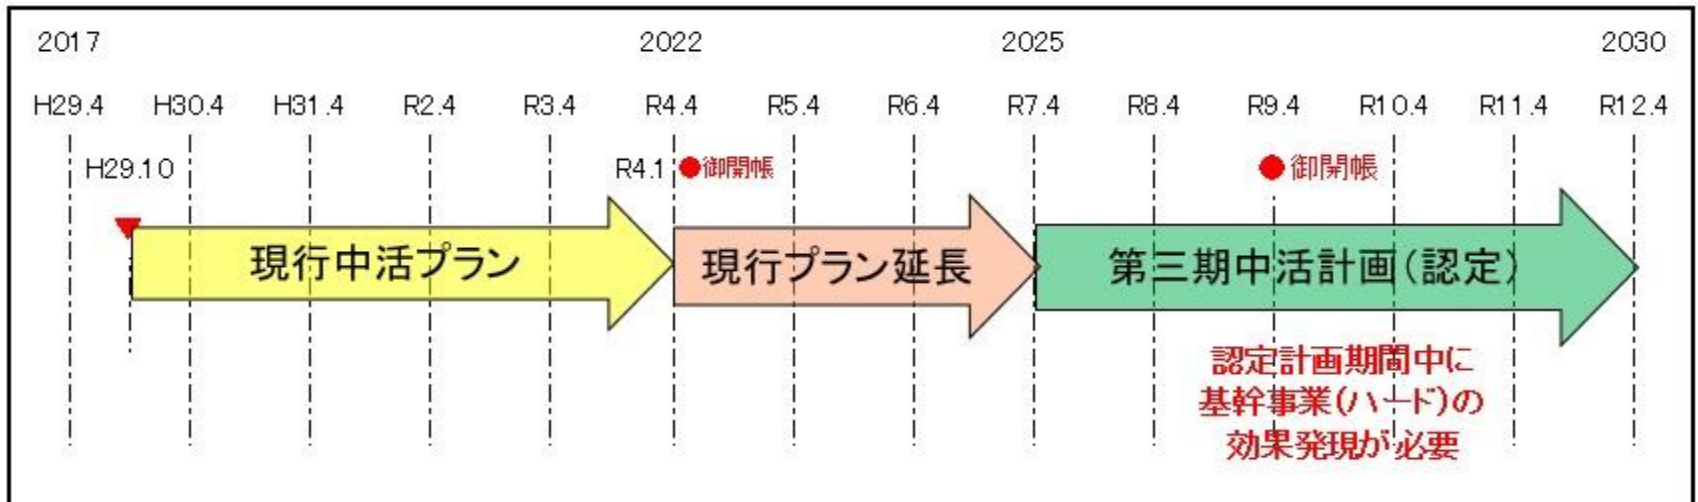 2017 2022 2025 2030
H29.4 H30.4 H31.4 R2.4 R3.4 R4.4 R5.4 R6.4 R7.4 R8.4 R9.4 R10.4 R11.4 R12.4
H29.10 R4.1 ●御開帳 ●御開帳
現行中活プラン 現行プラン延長 第三期中活計画(認定)
認定計画期間中に
基幹事業(ハード)の
効果発現が必要